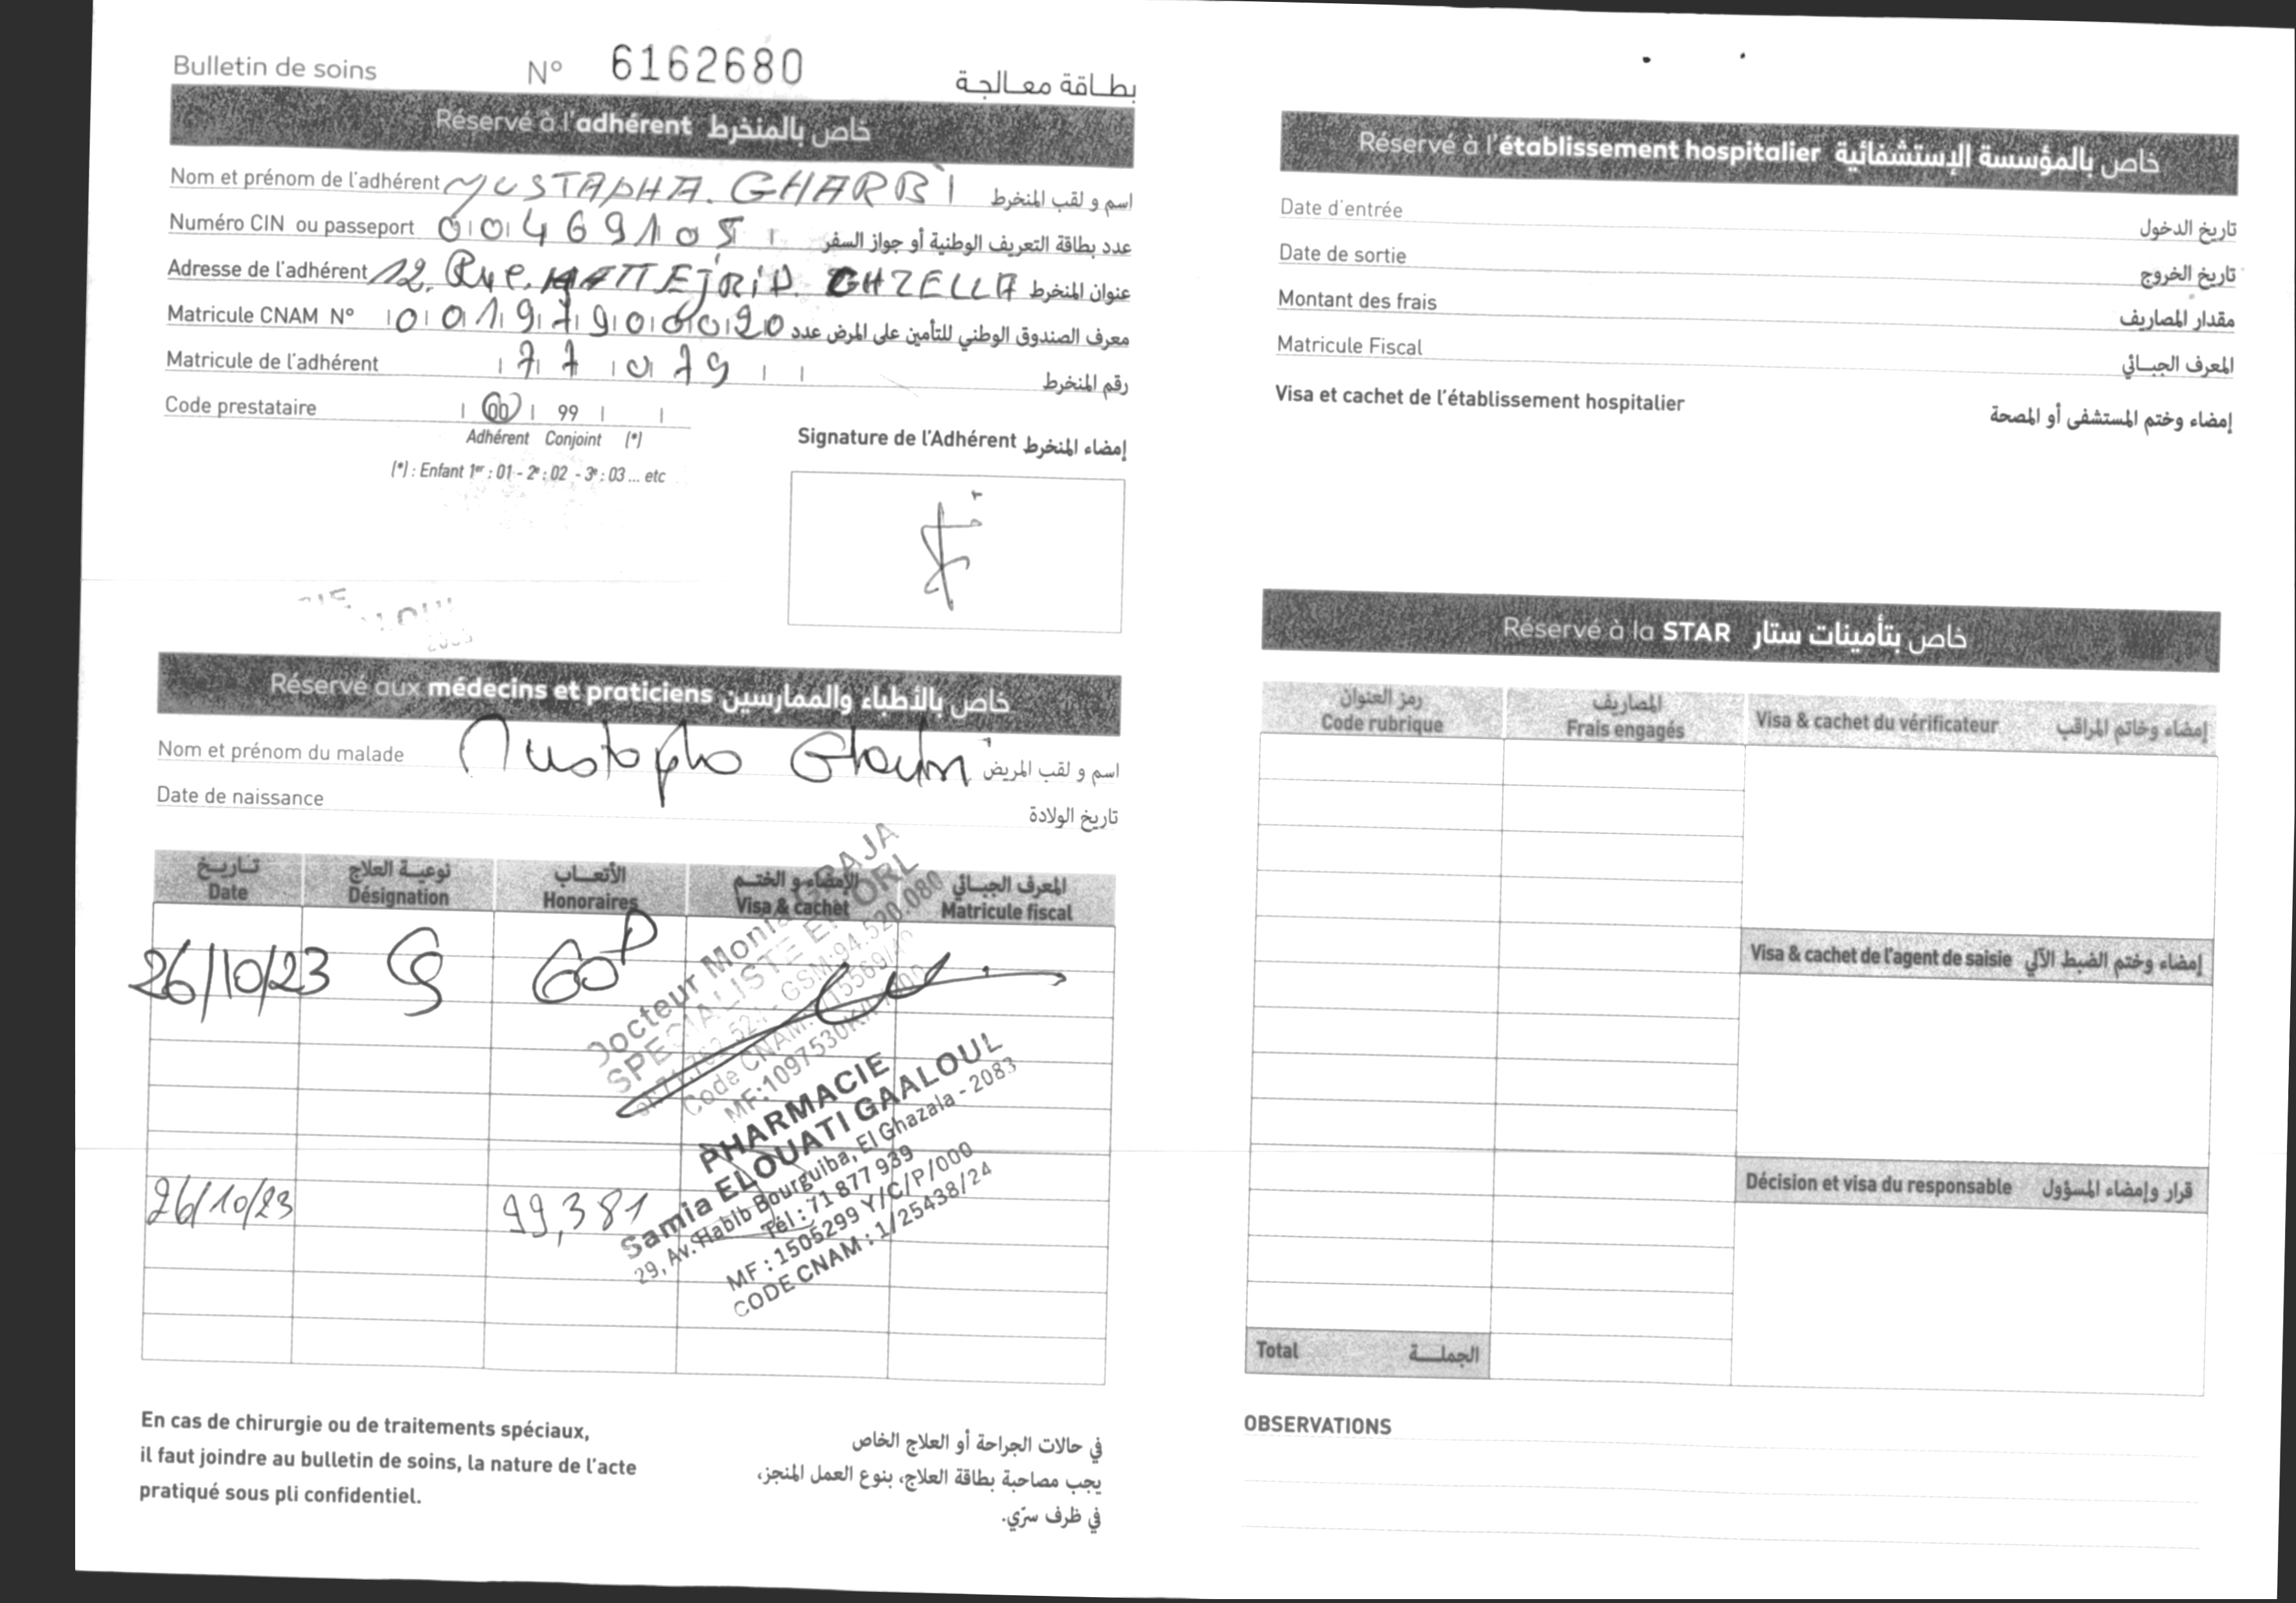 Bulletin de soins N° 6162680 بطاقة معالجة
Réservé à l'adhérent خاص بالمنخرط
Nom et prénom de l'adhérent MUSTAPHA. GHARBI اسم و لقب المنخرط
Numéro CIN ou passeport 00469105 عدد بطاقة التعريف الوطنية أو جواز السفر
Adresse de l'adhérent 12. Rue. GHZELLA عنوان المنخرط
Matricule CNAM N° معرف الصندوق الوطني للتأمين على المرض عدد
Matricule de l'adhérent 77079 رقم المنخرط
Code prestataire 00 99
Adhérent Conjoint (*)
(*) : Enfant 1er : 01 - 2e : 02 - 3e : 03 ... etc
Signature de l'Adhérent إمضاء المنخرط
Réservé aux médecins et praticiens خاص بالأطباء والممارسين
Nom et prénom du malade Mustapha Gharbi اسم و لقب المريض
Date de naissance تاريخ الولادة
تاريخ نوعية العلاج الأتعاب الإمضاء و الختم المعرف الجبائي
Date Désignation Honoraires Visa & cachet Matricule fiscal
26/10/23 CS 60D
Docteur Monia
SPECIALISTE EN ORL
GSM:94.520.080
Code CNAM:
MF:1097530
PHARMACIE
Samia ELOUATI GAALOUL
29, Av. Habib Bourguiba, El Ghazala - 2083
Tél : 71 877 939
MF : 1505299 Y/C/P/000
CODE CNAM : 1/25438/24
26/10/23 99,381
En cas de chirurgie ou de traitements spéciaux,
il faut joindre au bulletin de soins, la nature de l'acte
pratiqué sous pli confidentiel.
في حالات الجراحة أو العلاج الخاص
يجب مصاحبة بطاقة العلاج، بنوع العمل المنجز،
في ظرف سرّي.
Réservé à l'établissement hospitalier خاص بالمؤسسة الإستشفائية
Date d'entrée تاريخ الدخول
Date de sortie تاريخ الخروج
Montant des frais مقدار المصاريف
Matricule Fiscal المعرف الجبائي
Visa et cachet de l'établissement hospitalier إمضاء وختم المستشفى أو المصحة
Réservé à la STAR خاص بتأمينات ستار
رمز العنوان المصاريف
Code rubrique Frais engagés Visa & cachet du vérificateur إمضاء وخاتم المراقب
Visa & cachet de l'agent de saisie إمضاء وختم الضبط الآلي
Décision et visa du responsable قرار وإمضاء المسؤول
Total الجملة
OBSERVATIONS